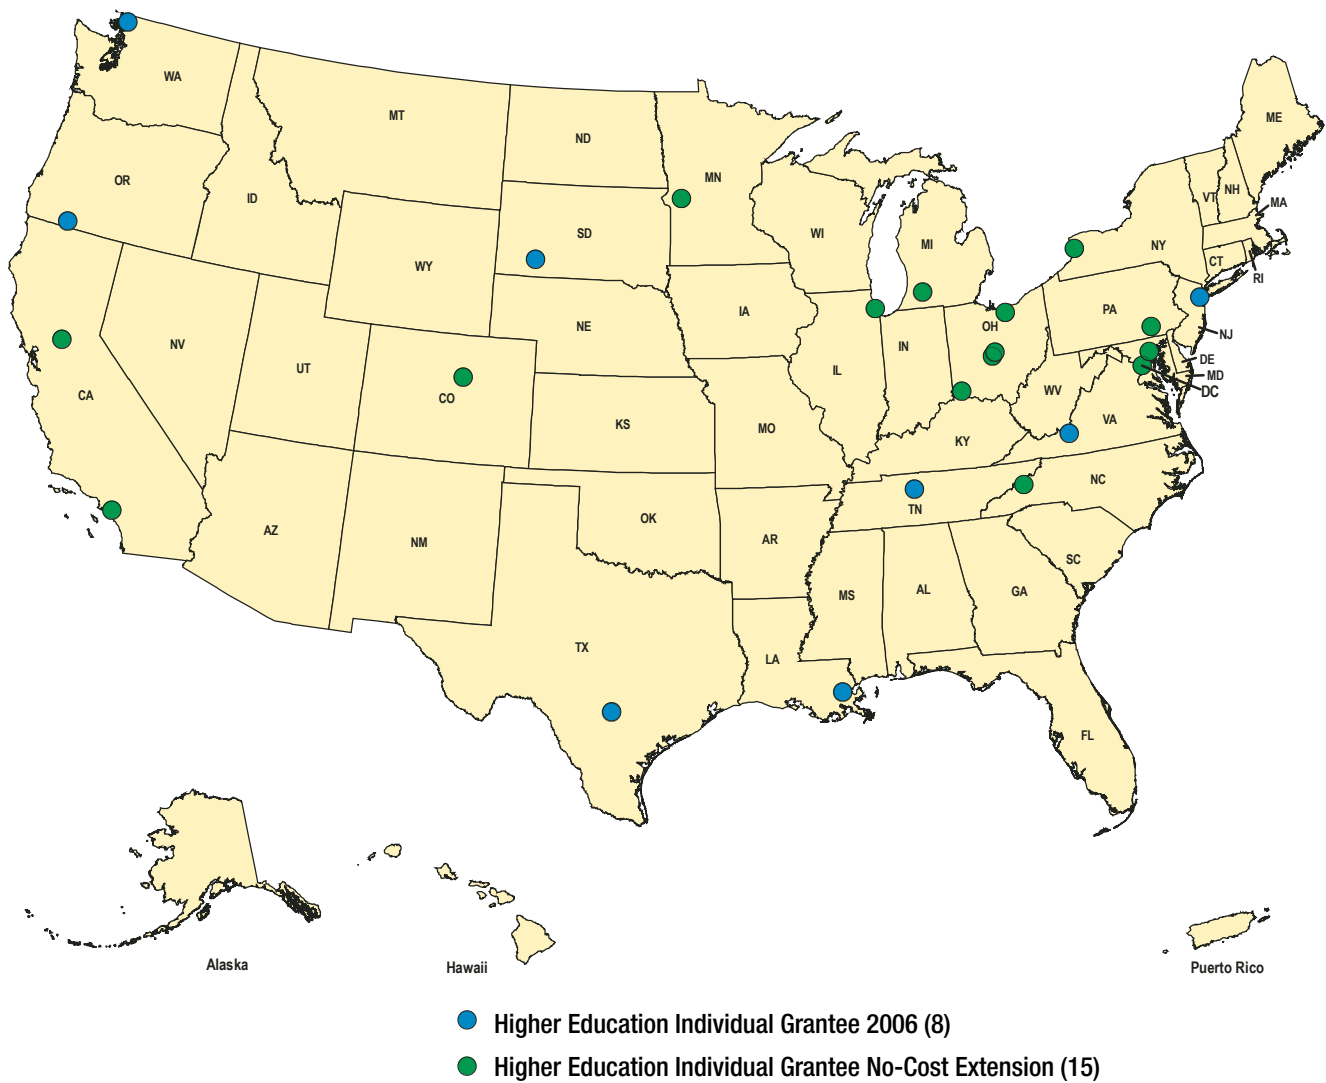 WA
MT
ND
MN
ME
OR
ID
SD
WI
MI
VT
NH
MA
NY
WY
CT
RI
IA
PA
NE
OH
NJ
NV
IN
UT
IL
DE
MD
DC
CA
CO
WV
VA
KS
MO
KY
NC
TN
AZ
NM
OK
AR
SC
MS
AL
GA
TX
LA
FL
Alaska
Hawaii
Puerto Rico
Higher Education Individual Grantee 2006 (8)
Higher Education Individual Grantee No-Cost Extension (15)